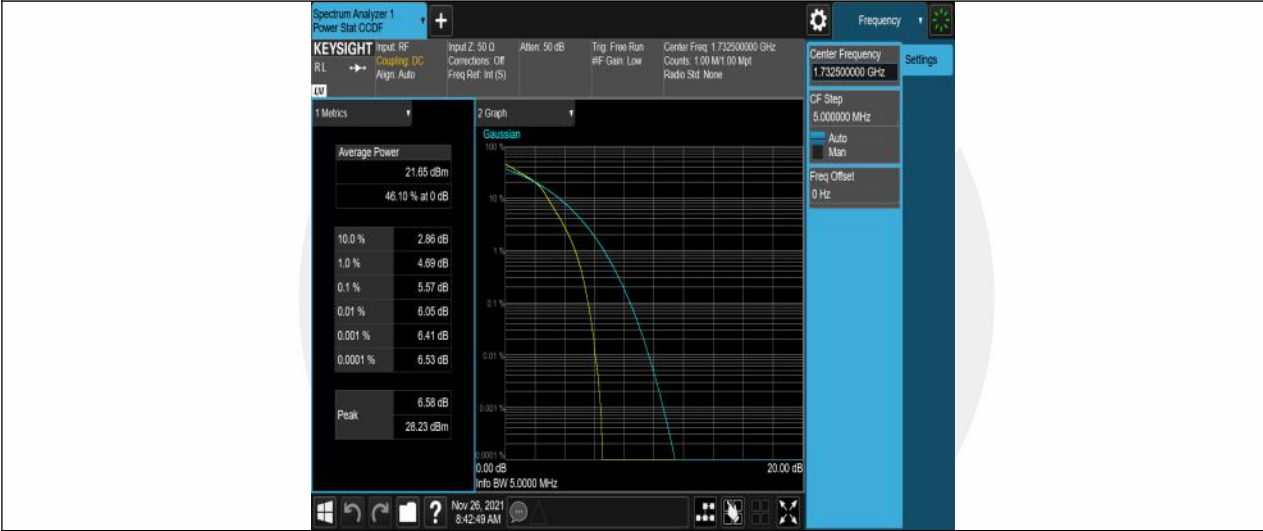 Spectrum Analyzer 1
Power Stat CCDF
+
Frequency
KEYSIGHT
RL
LV
Input: RF
Coupling: DC
Align: Auto
Input Z: 50 Ω
Corrections: Off
Freq Ref: Int (S)
Atten: 50 dB
Trig: Free Run
#IF Gain: Low
Center Freq: 1.732500000 GHz
Counts: 1.00 M/1.00 Mpt
Radio Std: None
Center Frequency
1.732500000 GHz
Settings
CF Step
5.000000 MHz
Auto
Man
Freq Offset
0 Hz
1 Metrics
Average Power
21.65 dBm
46.10 % at 0 dB
10.0 % 2.86 dB
1.0 % 4.69 dB
0.1 % 5.57 dB
0.01 % 6.05 dB
0.001 % 6.41 dB
0.0001 % 6.53 dB
Peak
6.58 dB
28.23 dBm
2 Graph
Gaussian
100 %
10 %
1 %
0.1 %
0.01 %
0.001 %
0.0001 %
0.00 dB 20.00 dB
Info BW 5.0000 MHz
?
Nov 26, 2021
8:42:49 AM